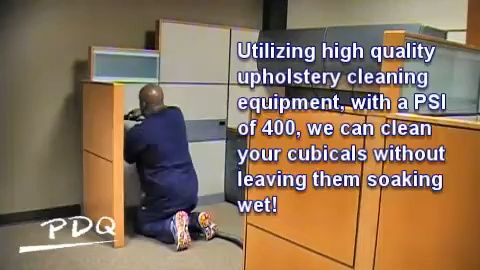 Utilizing high quality
upholstery cleaning
equipment, with a PSI
of 400, we can clean
your cubicals without
leaving them soaking
wet!
PDQ